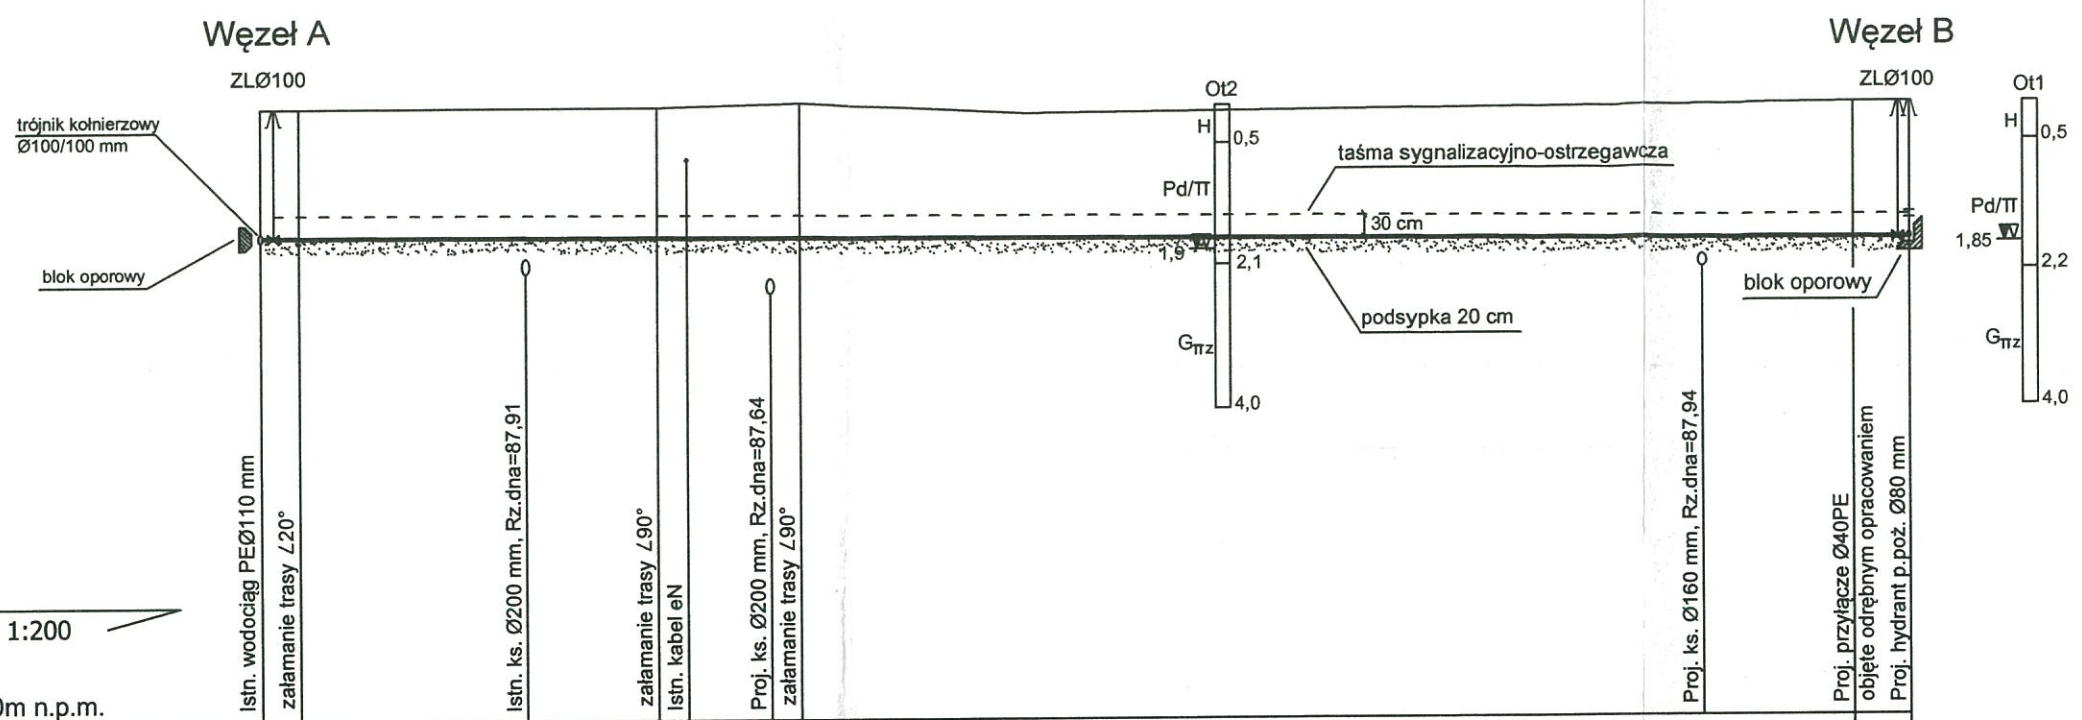 Węzeł A
Węzeł B
ZLØ100
ZLØ100
Ot2
Ot1
trójnik kołnierzowy
Ø100/100 mm
H
0,5
H
0,5
taśma sygnalizacyjno-ostrzegawcza
Pd/π
Pd/π
30 cm
1,85
1,9
2,1
2,2
blok oporowy
blok oporowy
podsypka 20 cm
Gπz
Gπz
4,0
4,0
Istn. wodociąg PEØ110 mm
załamanie trasy ∠20°
Istn. ks. Ø200 mm, Rz.dna=87,91
załamanie trasy ∠90°
Istn. kabel eN
Proj. ks. Ø200 mm, Rz.dna=87,64
załamanie trasy ∠90°
Proj. ks. Ø160 mm, Rz.dna=87,94
Proj. przyłącze Ø40PE
objęte odrębnym opracowaniem
Proj. hydrant p.poż. Ø80 mm
1:200
0m n.p.m.